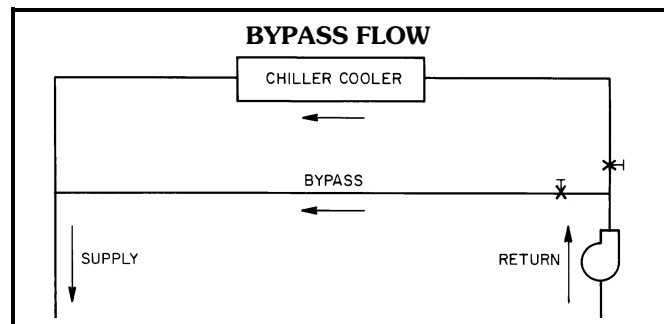 BYPASS FLOW
CHILLER COOLER
BYPASS
SUPPLY
RETURN